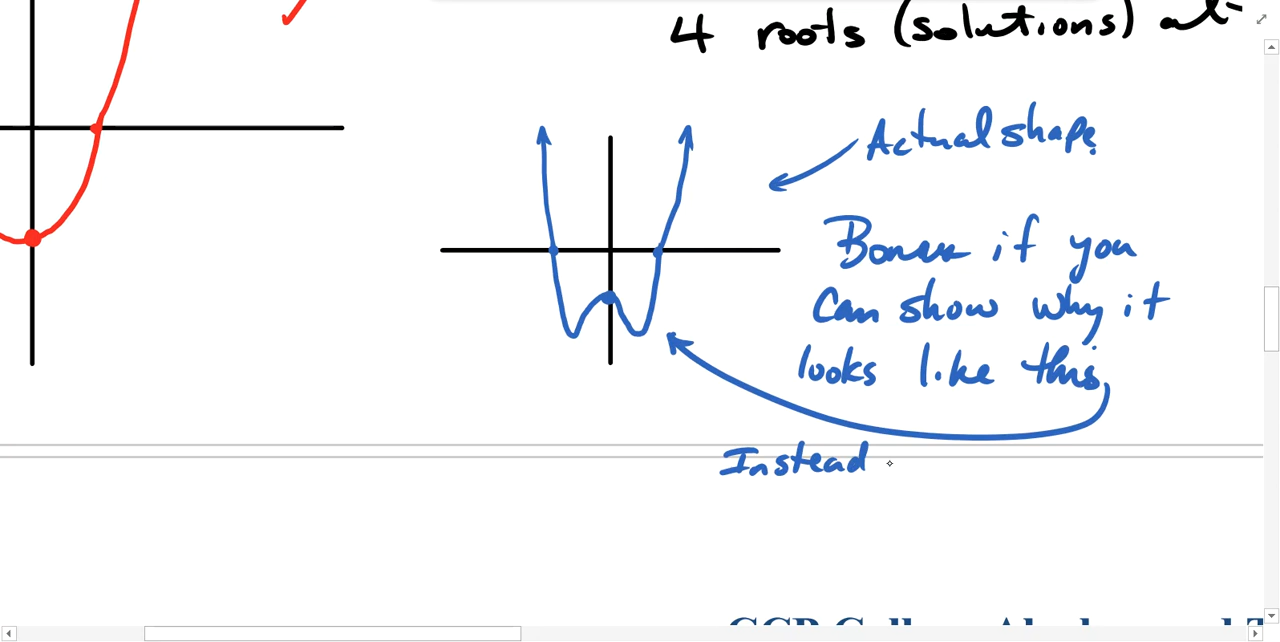 4 roots (solutions)
Actual shape.
Bonus if you
Can show why it
looks like this,
Instead